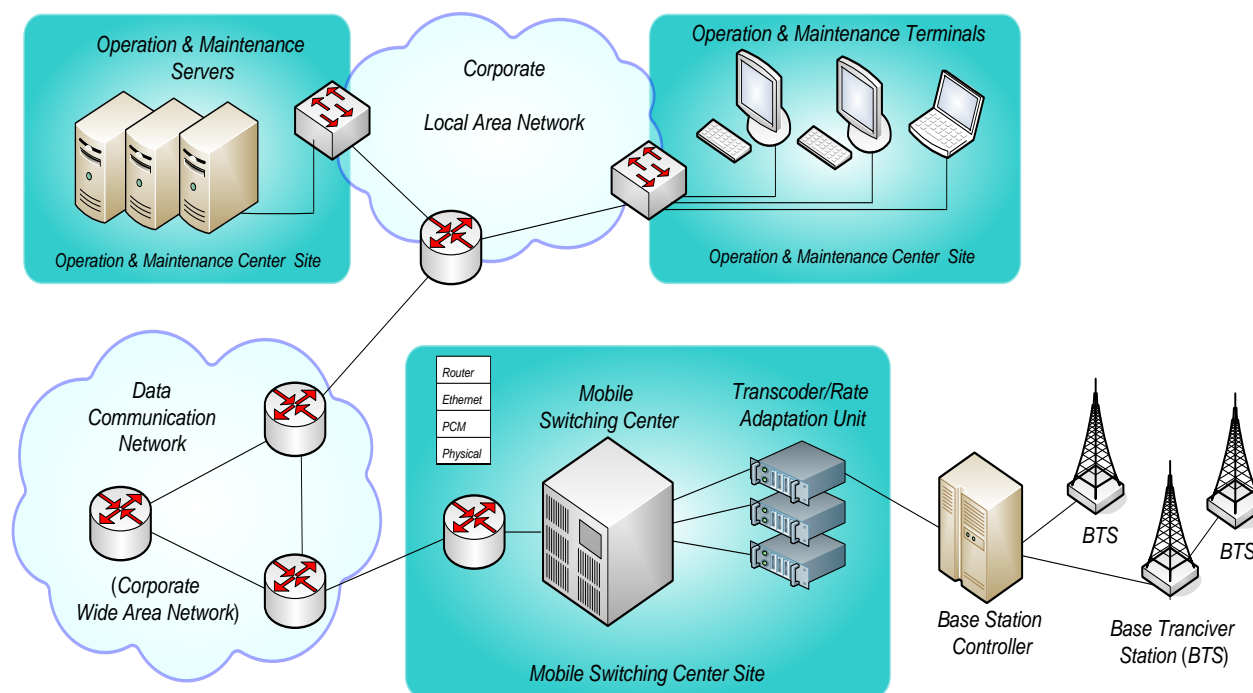 Operation & Maintenance
Servers
Operation & Maintenance Center Site
Corporate
Local Area Network
Operation & Maintenance Terminals
Operation & Maintenance Center Site
Data
Communication
Network
(Corporate
Wide Area Network)
Router
Ethernet
PCM
Physical
Mobile
Switching Center
Transcoder/Rate
Adaptation Unit
Mobile Switching Center Site
Base Station
Controller
BTS
BTS
Base Tranciver
Station (BTS)